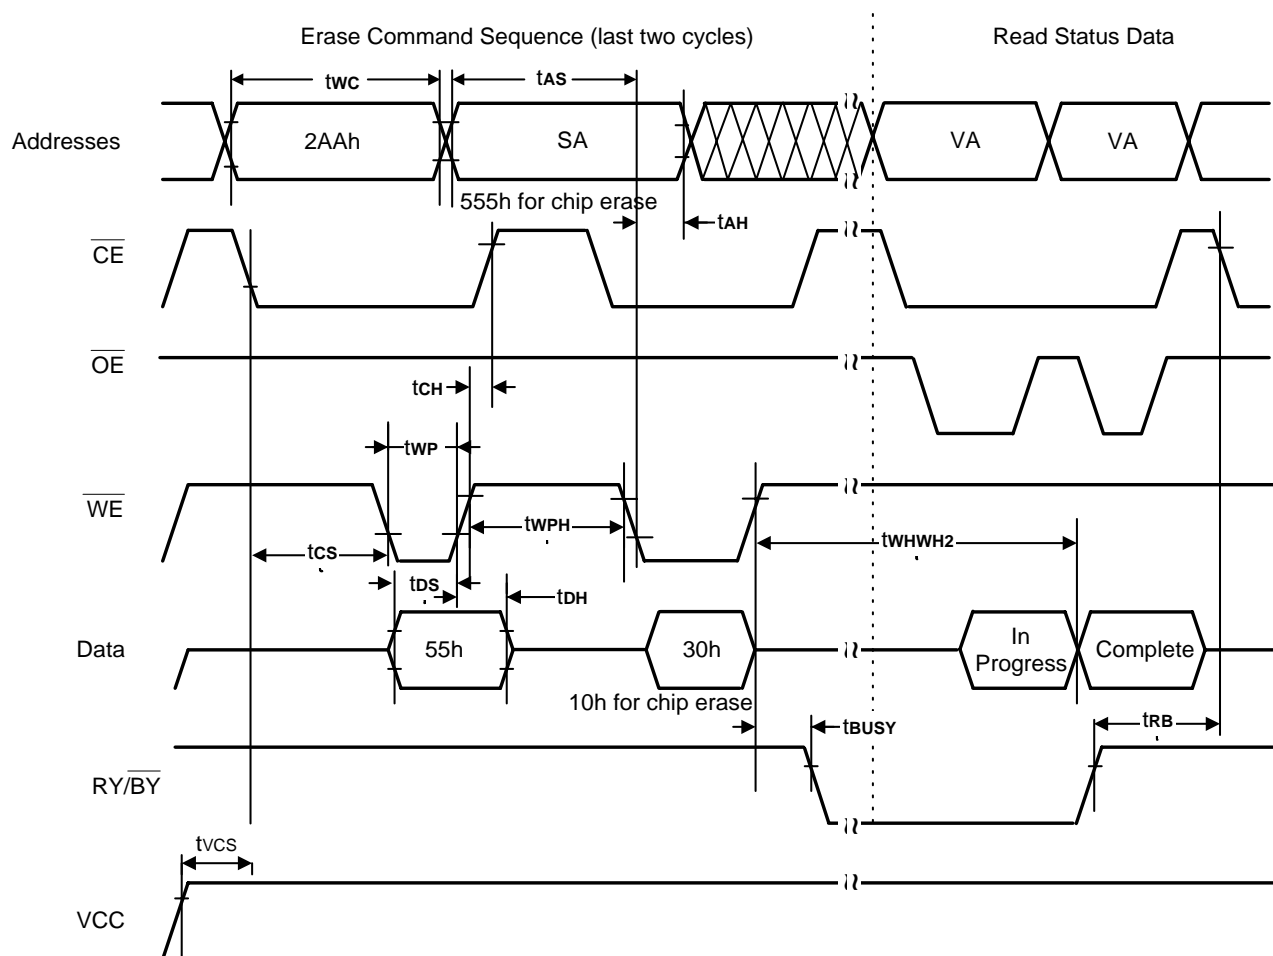 Erase Command Sequence (last two cycles)
Read Status Data
tWC
tAS
Addresses
2AAh
SA
VA
VA
555h for chip erase
tAH
CE
OE
tCH
tWP
WE
tWPH
tWHWH2
tCS
tDS
tDH
Data
55h
30h
In
Progress
Complete
10h for chip erase
tBUSY
tRB
RY/BY
tVCS
VCC